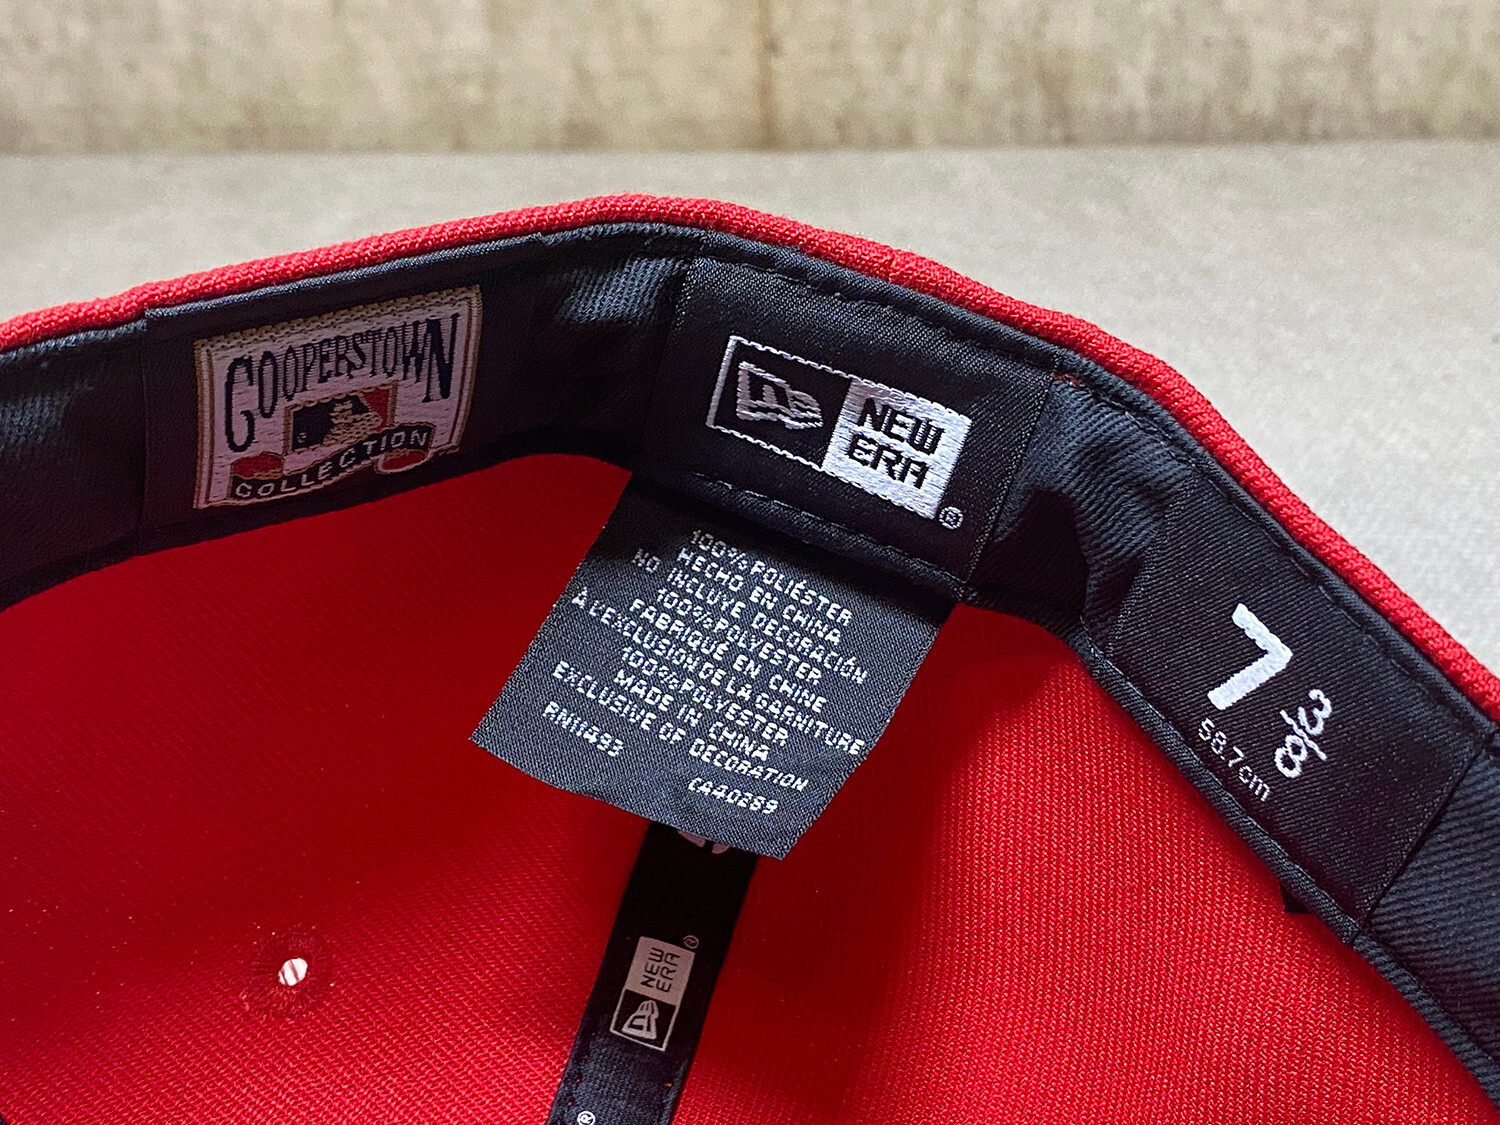 COOPERSTOWN
COLLECTION
NEW
ERA
®
100% POLIÉSTER
HECHO EN CHINA
NO INCLUYE DECORACIÓN
100%POLYESTER
FABRIQUÉ EN CHINE
À L'EXCLUSION DE LA GARNITURE
100%POLYESTER
MADE IN CHINA
EXCLUSIVE OF DECORATION
RN11693 CA40289
7 3/8
58.7cm
NEW
ERA
®
®